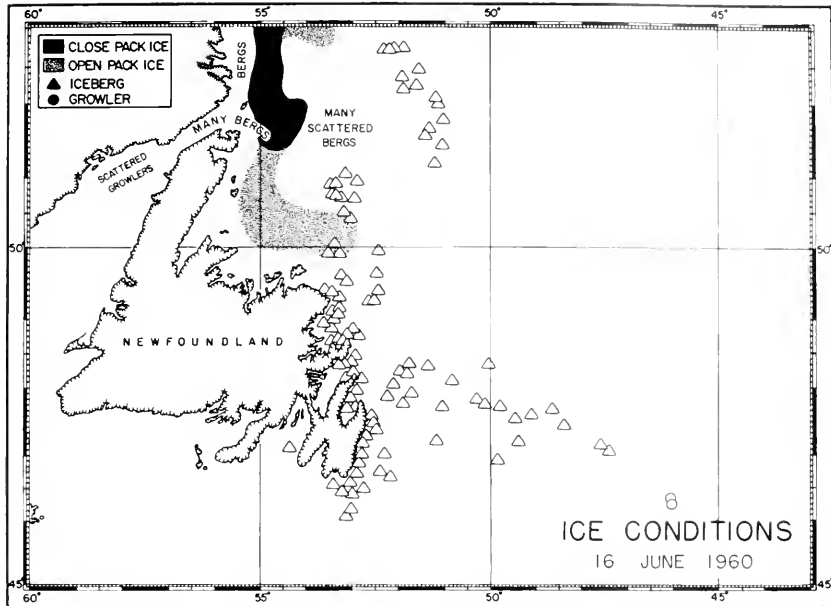 60°
55°
50°
45°
CLOSE PACK ICE
OPEN PACK ICE
ICEBERG
GROWLER
BERGS
MANY BERGS
MANY
SCATTERED
BERGS
SCATTERED
GROWLERS
50°
50°
NEWFOUNDLAND
ICE CONDITIONS
16 JUNE 1960
45°
45°
60°
55°
50°
45°